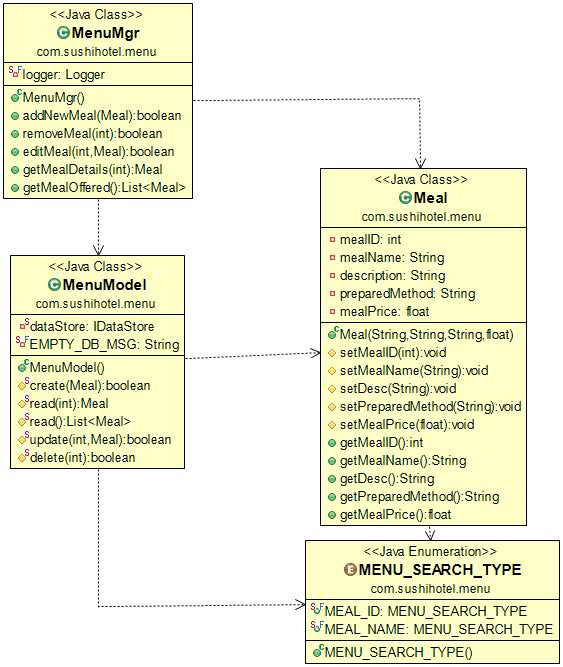 <<Java Class>>
C MenuMgr
com.sushihotel.menu
S F logger: Logger
C MenuMgr()
addNewMeal(Meal):boolean
removeMeal(int):boolean
editMeal(int,Meal):boolean
getMealDetails(int):Meal
getMealOffered():List<Meal>
<<Java Class>>
C Meal
com.sushihotel.menu
mealID: int
mealName: String
description: String
preparedMethod: String
mealPrice: float
C Meal(String,String,String,float)
setMealID(int):void
setMealName(String):void
setDesc(String):void
setPreparedMethod(String):void
setMealPrice(float):void
getMealID():int
getMealName():String
getDesc():String
getPreparedMethod():String
getMealPrice():float
<<Java Class>>
C MenuModel
com.sushihotel.menu
S dataStore: IDataStore
S F EMPTY_DB_MSG: String
C MenuModel()
S create(Meal):boolean
S read(int):Meal
S read():List<Meal>
S update(int,Meal):boolean
S delete(int):boolean
<<Java Enumeration>>
E MENU_SEARCH_TYPE
com.sushihotel.menu
S F MEAL_ID: MENU_SEARCH_TYPE
S F MEAL_NAME: MENU_SEARCH_TYPE
C MENU_SEARCH_TYPE()